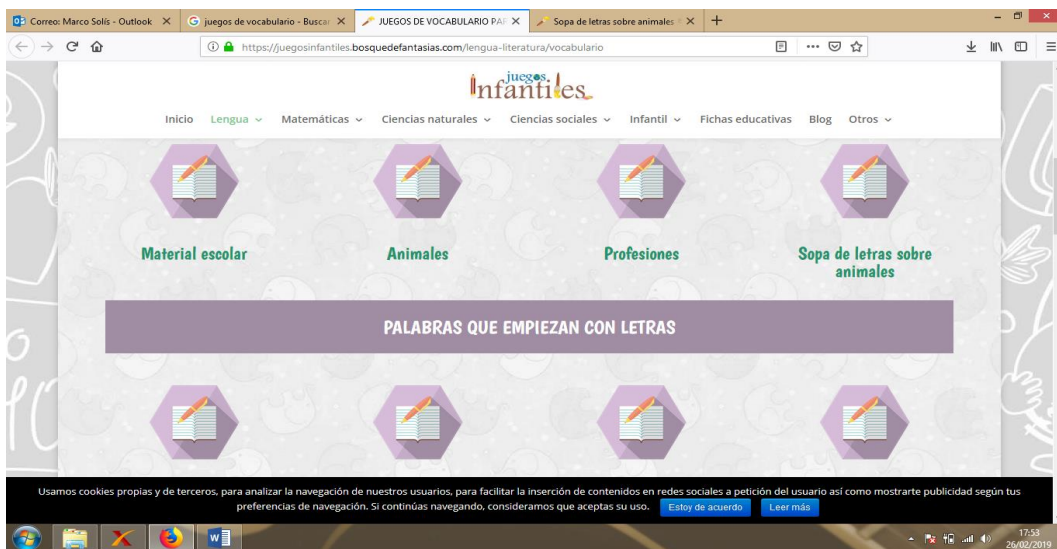 Correo: Marco Solís - Outlook
juegos de vocabulario - Buscar
JUEGOS DE VOCABULARIO PAR
Sopa de letras sobre animales
https://juegosinfantiles.bosquedefantasias.com/lengua-literatura/vocabulario
juegos
Infantiles
Inicio Lengua Matemáticas Ciencias naturales Ciencias sociales Infantil Fichas educativas Blog Otros
Material escolar
Animales
Profesiones
Sopa de letras sobre
animales
PALABRAS QUE EMPIEZAN CON LETRAS
Usamos cookies propias y de terceros, para analizar la navegación de nuestros usuarios, para facilitar la inserción de contenidos en redes sociales a petición del usuario así como mostrarte publicidad según tus
preferencias de navegación. Si continúas navegando, consideramos que aceptas su uso. Estoy de acuerdo Leer más
17:53
26/02/2019